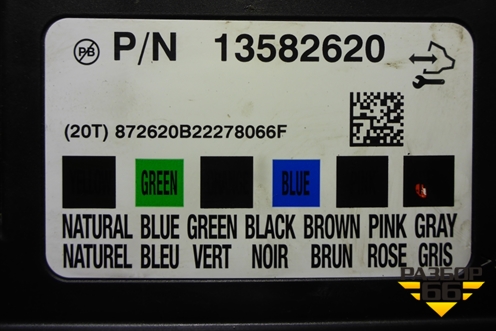 Pb P/N 13582620
(20T) 872620B22278066F
GREEN BLUE
NATURAL BLUE GREEN BLACK BROWN PINK GRAY
NATUREL BLEU VERT NOIR BRUN ROSE GRIS
РАЗБОР
66